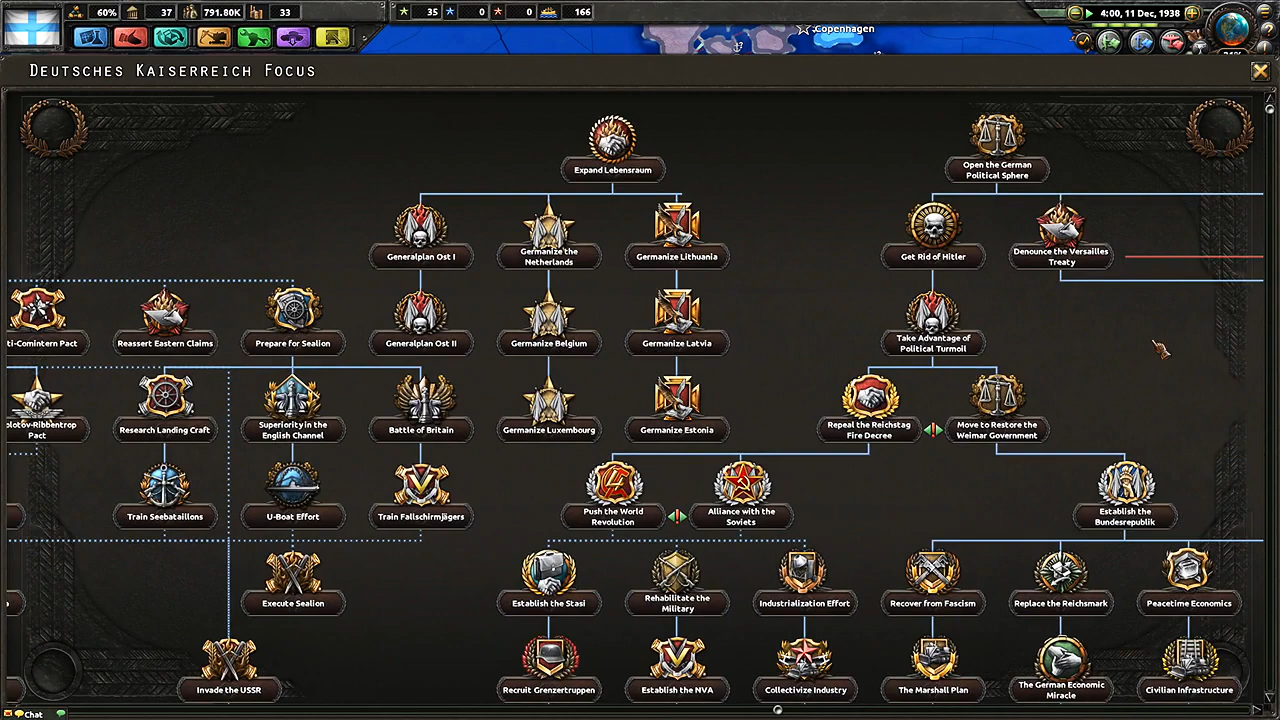 60%
37
791.80K
33
35
0
0
166
4:00, 11 Dec, 1938
Copenhagen
Deutsches Kaiserreich Focus
Expand Lebensraum
Open the German
Political Sphere
Generalplan Ost I
Germanize the
Netherlands
Germanize Lithuania
Get Rid of Hitler
Denounce the Versailles
Treaty
ti-Comintern Pact
Reassert Eastern Claims
Prepare for Sealion
Generalplan Ost II
Germanize Belgium
Germanize Latvia
Take Advantage of
Political Turmoil
olotov-Ribbentrop
Pact
Research Landing Craft
Superiority in the
English Channel
Battle of Britain
Germanize Luxembourg
Germanize Estonia
Repeal the Reichstag
Fire Decree
Move to Restore the
Weimar Government
Train Seebataillons
U-Boat Effort
Train Fallschirmjägers
Push the World
Revolution
Alliance with the
Soviets
Establish the
Bundesrepublik
Execute Sealion
Establish the Stasi
Rehabilitate the
Military
Industrialization Effort
Recover from Fascism
Replace the Reichsmark
Peacetime Economics
Invade the USSR
Recruit Grenzertruppen
Establish the NVA
Collectivize Industry
The Marshall Plan
The German Economic
Miracle
Civilian Infrastructure
Chat